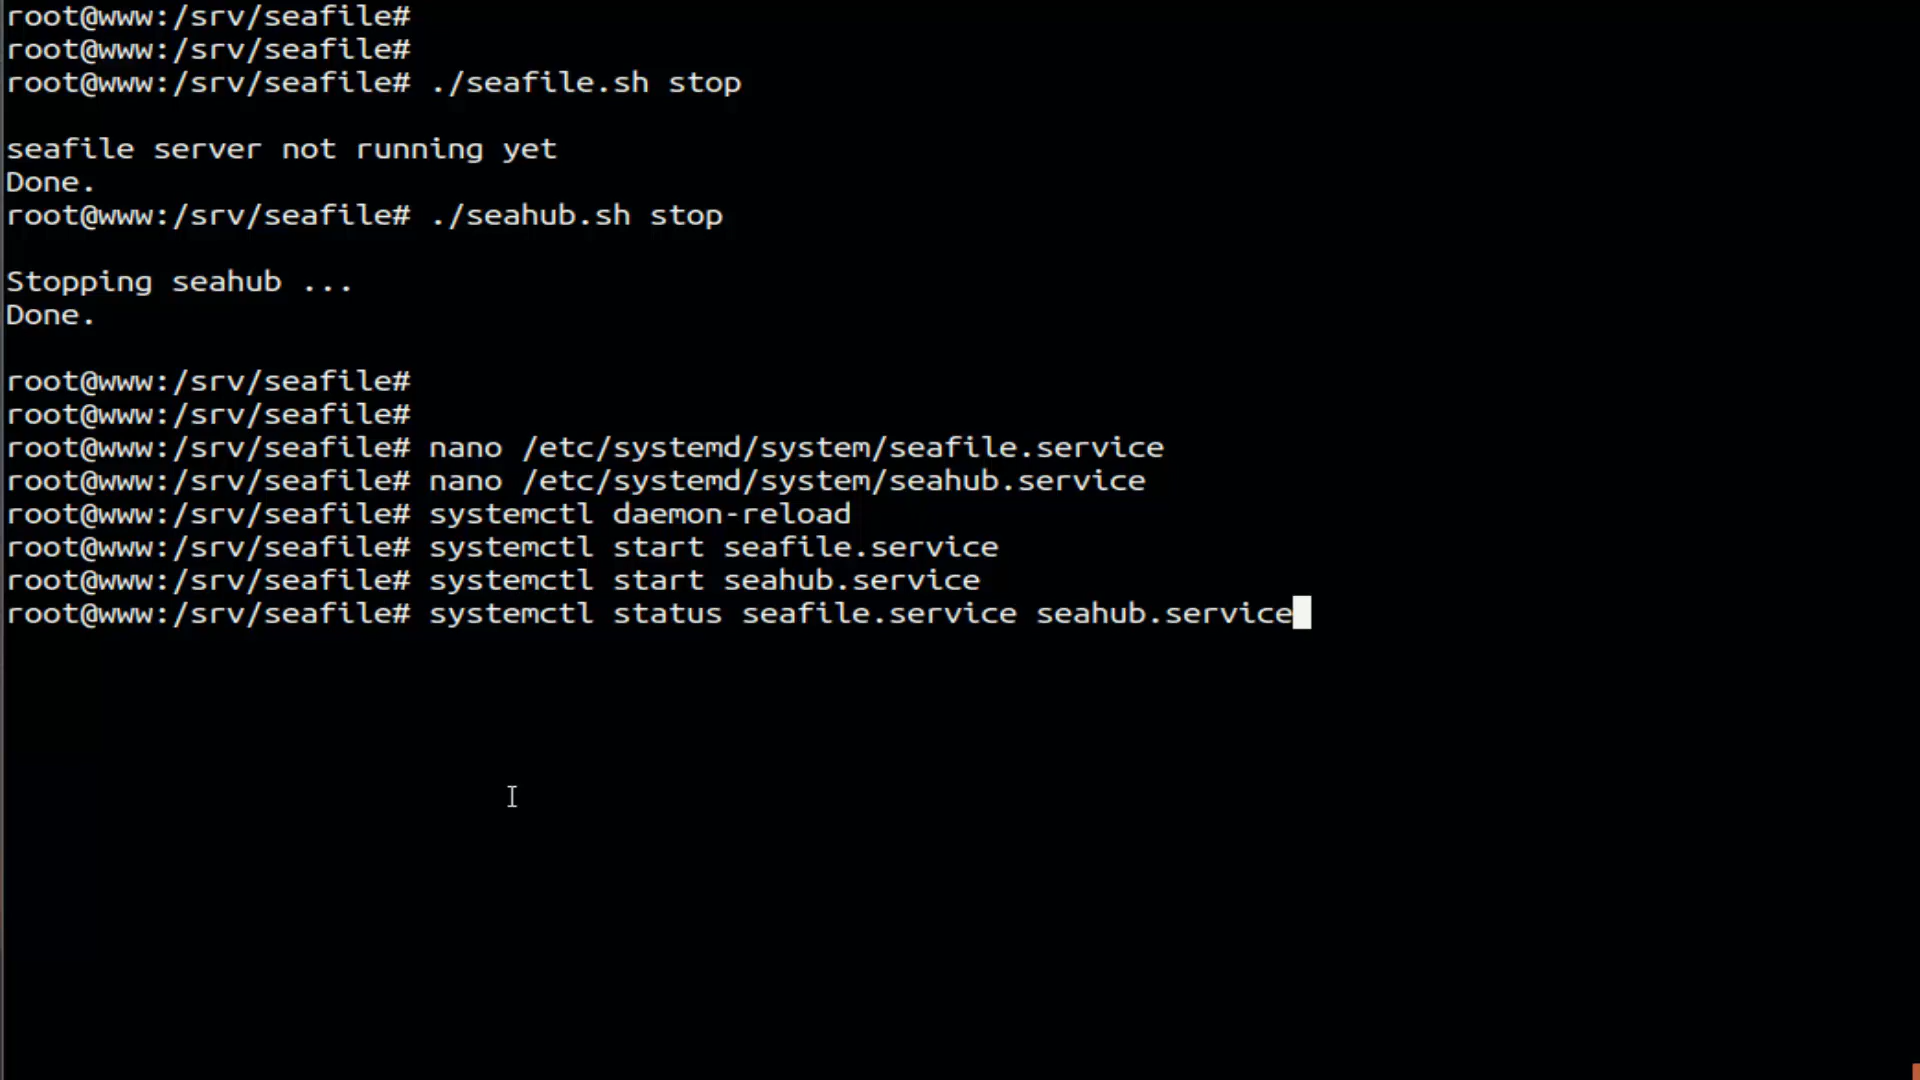 root@www:/srv/seafile#
root@www:/srv/seafile#
root@www:/srv/seafile# ./seafile.sh stop
seafile server not running yet
Done.
root@www:/srv/seafile# ./seahub.sh stop
Stopping seahub ...
Done.
root@www:/srv/seafile#
root@www:/srv/seafile#
root@www:/srv/seafile# nano /etc/systemd/system/seafile.service
root@www:/srv/seafile# nano /etc/systemd/system/seahub.service
root@www:/srv/seafile# systemctl daemon-reload
root@www:/srv/seafile# systemctl start seafile.service
root@www:/srv/seafile# systemctl start seahub.service
root@www:/srv/seafile# systemctl status seafile.service seahub.service